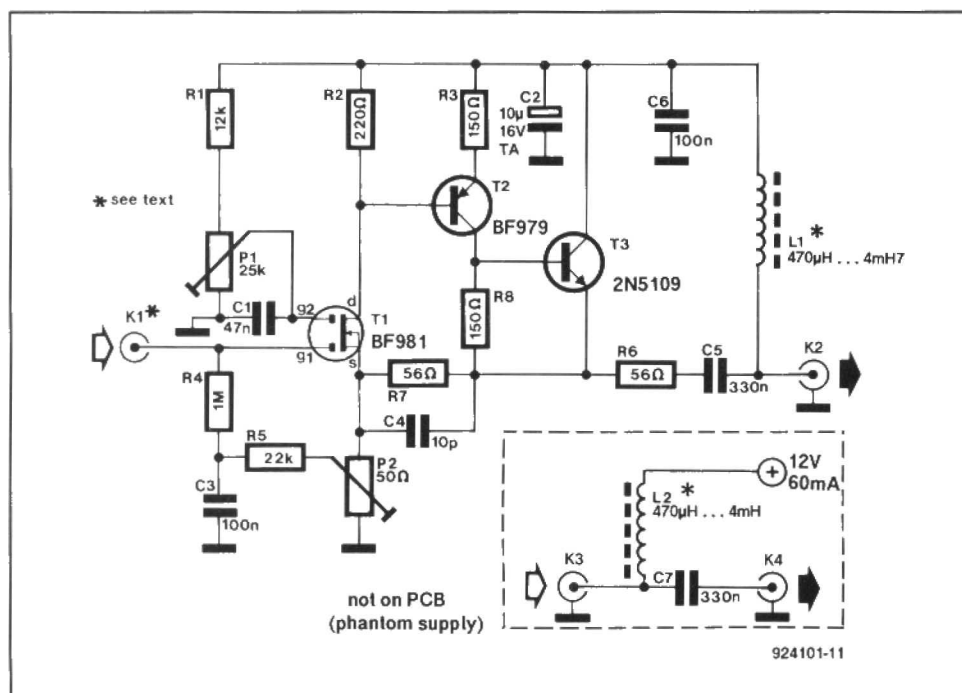 R1
12k
R2
220Ω
R3
150Ω
C2
10µ
16V
TA
C6
100n
* see text
T2
BF979
T3
2N5109
L1*
470µH . . . 4mH7
P1
25k
C1
47n
g2
d
T1
BF981
g1
s
K1*
R8
150Ω
R4
1M
R7
56Ω
R6
56Ω
C5
330n
K2
C4
10p
R5
22k
P2
50Ω
C3
100n
12V
60mA
L2*
470µH . . . 4mH
K3
C7
330n
K4
not on PCB
(phantom supply)
924101-11